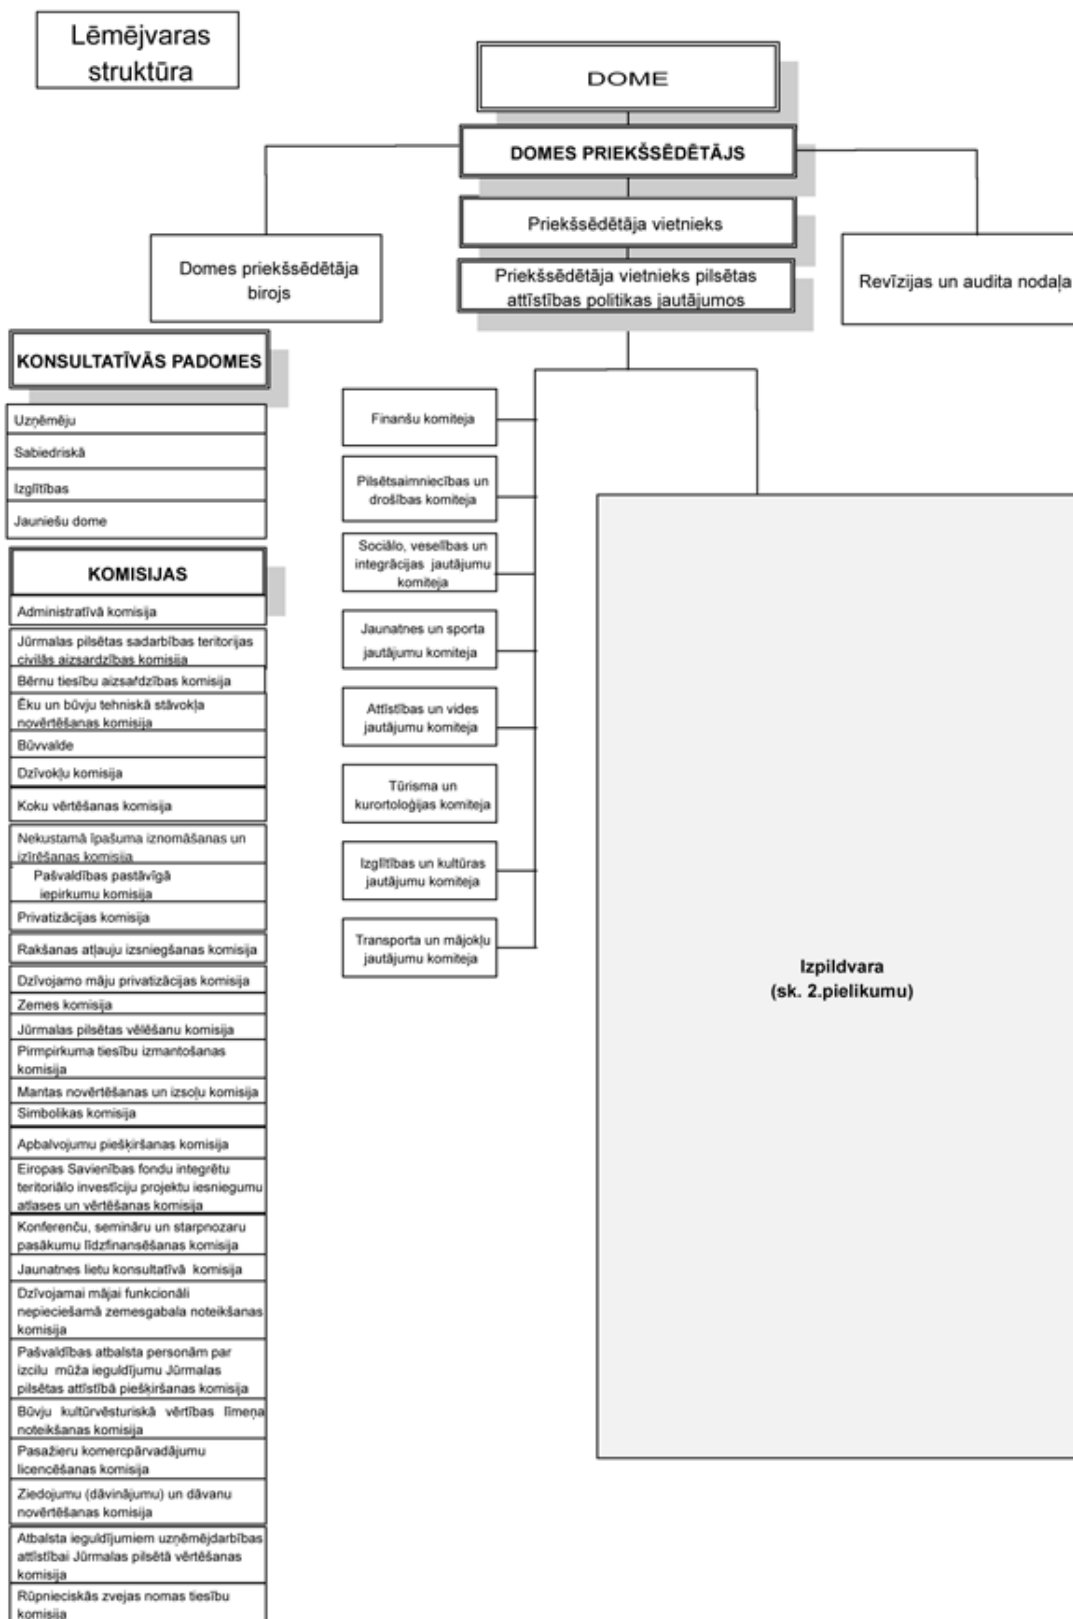 Lēmējvaras
struktūra
DOME
DOMES PRIEKŠSĒDĒTĀJS
Priekšsēdētāja vietnieks
Priekšsēdētāja vietnieks pilsētas
attīstības politikas jautājumos
Domes priekšsēdētāja
birojs
Revīzijas un audita nodaļa
KONSULTATĪVĀS PADOMES
Uzņēmēju
Sabiedriskā
Izglītības
Jauniešu dome
KOMISIJAS
Administratīvā komisija
Jūrmalas pilsētas sadarbības teritorijas
civilās aizsardzības komisija
Bērnu tiesību aizsardzības komisija
Ēku un būvju tehniskā stāvokļa
novērtēšanas komisija
Būvvalde
Dzīvokļu komisija
Koku vērtēšanas komisija
Nekustamā īpašuma iznomāšanas un
izīrēšanas komisija
Pašvaldības pastāvīgā
iepirkumu komisija
Privatizācijas komisija
Rakšanas atļauju izsniegšanas komisija
Dzīvojamo māju privatizācijas komisija
Zemes komisija
Jūrmalas pilsētas vēlēšanu komisija
Pirmpirkuma tiesību izmantošanas
komisija
Mantas novērtēšanas un izsoļu komisija
Simbolikas komisija
Apbalvojumu piešķiršanas komisija
Eiropas Savienības fondu integrētu
teritoriālo investīciju projektu iesniegumu
atlases un vērtēšanas komisija
Konferenču, semināru un starpnozaru
pasākumu līdzfinansēšanas komisija
Jaunatnes lietu konsultatīvā komisija
Dzīvojamai mājai funkcionāli
nepieciešamā zemesgabala noteikšanas
komisija
Pašvaldības atbalsta personām par
izcilu mūža ieguldījumu Jūrmalas
pilsētas attīstībā piešķiršanas komisija
Būvju kultūrvēsturiskā vērtības līmeņa
noteikšanas komisija
Pasažieru komercpārvadājumu
licencēšanas komisija
Ziedojumu (dāvinājumu) un dāvanu
novērtēšanas komisija
Atbalsta ieguldījumiem uzņēmējdarbības
attīstībai Jūrmalas pilsētā vērtēšanas
komisija
Rūpnieciskās zvejas nomas tiesību
komisija
Finanšu komiteja
Pilsētsaimniecības un
drošības komiteja
Sociālo, veselības un
integrācijas jautājumu
komiteja
Jaunatnes un sporta
jautājumu komiteja
Attīstības un vides
jautājumu komiteja
Tūrisma un
kurortoloģijas komiteja
Izglītības un kultūras
jautājumu komiteja
Transporta un mājokļu
jautājumu komiteja
Izpildvara
(sk. 2.pielikumu)